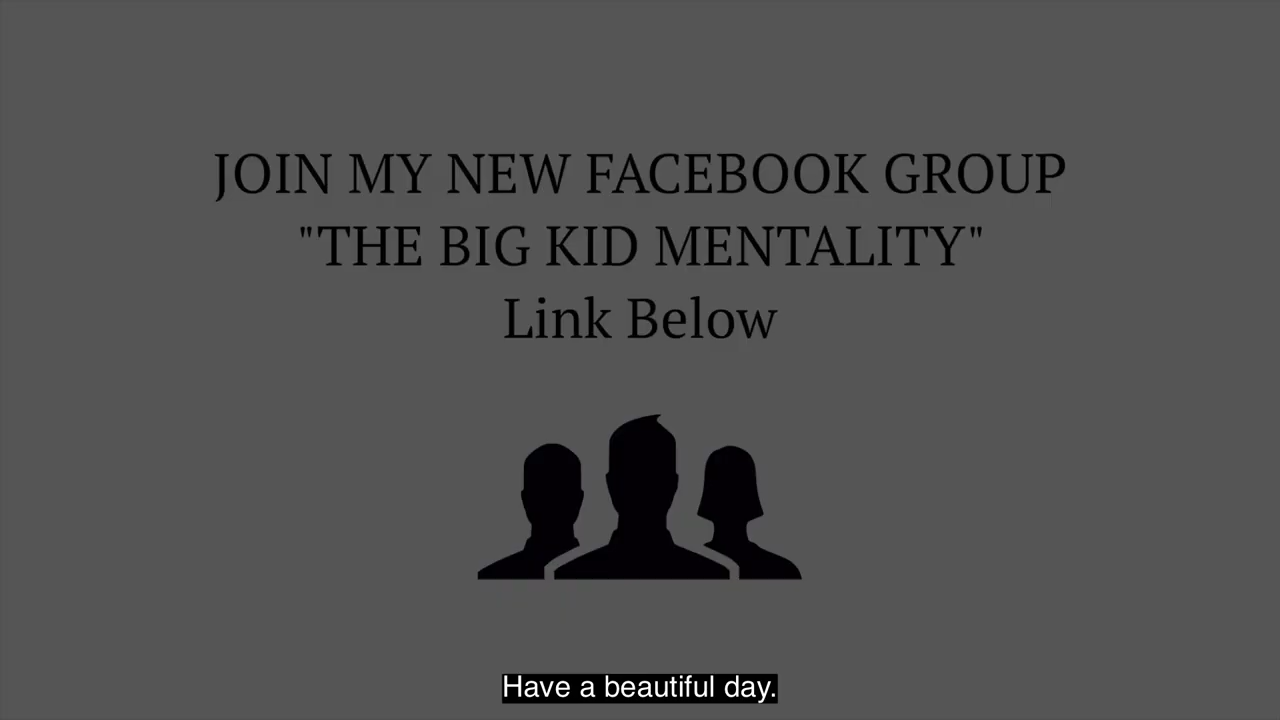 JOIN MY NEW FACEBOOK GROUP
"THE BIG KID MENTALITY"
Link Below
Have a beautiful day.